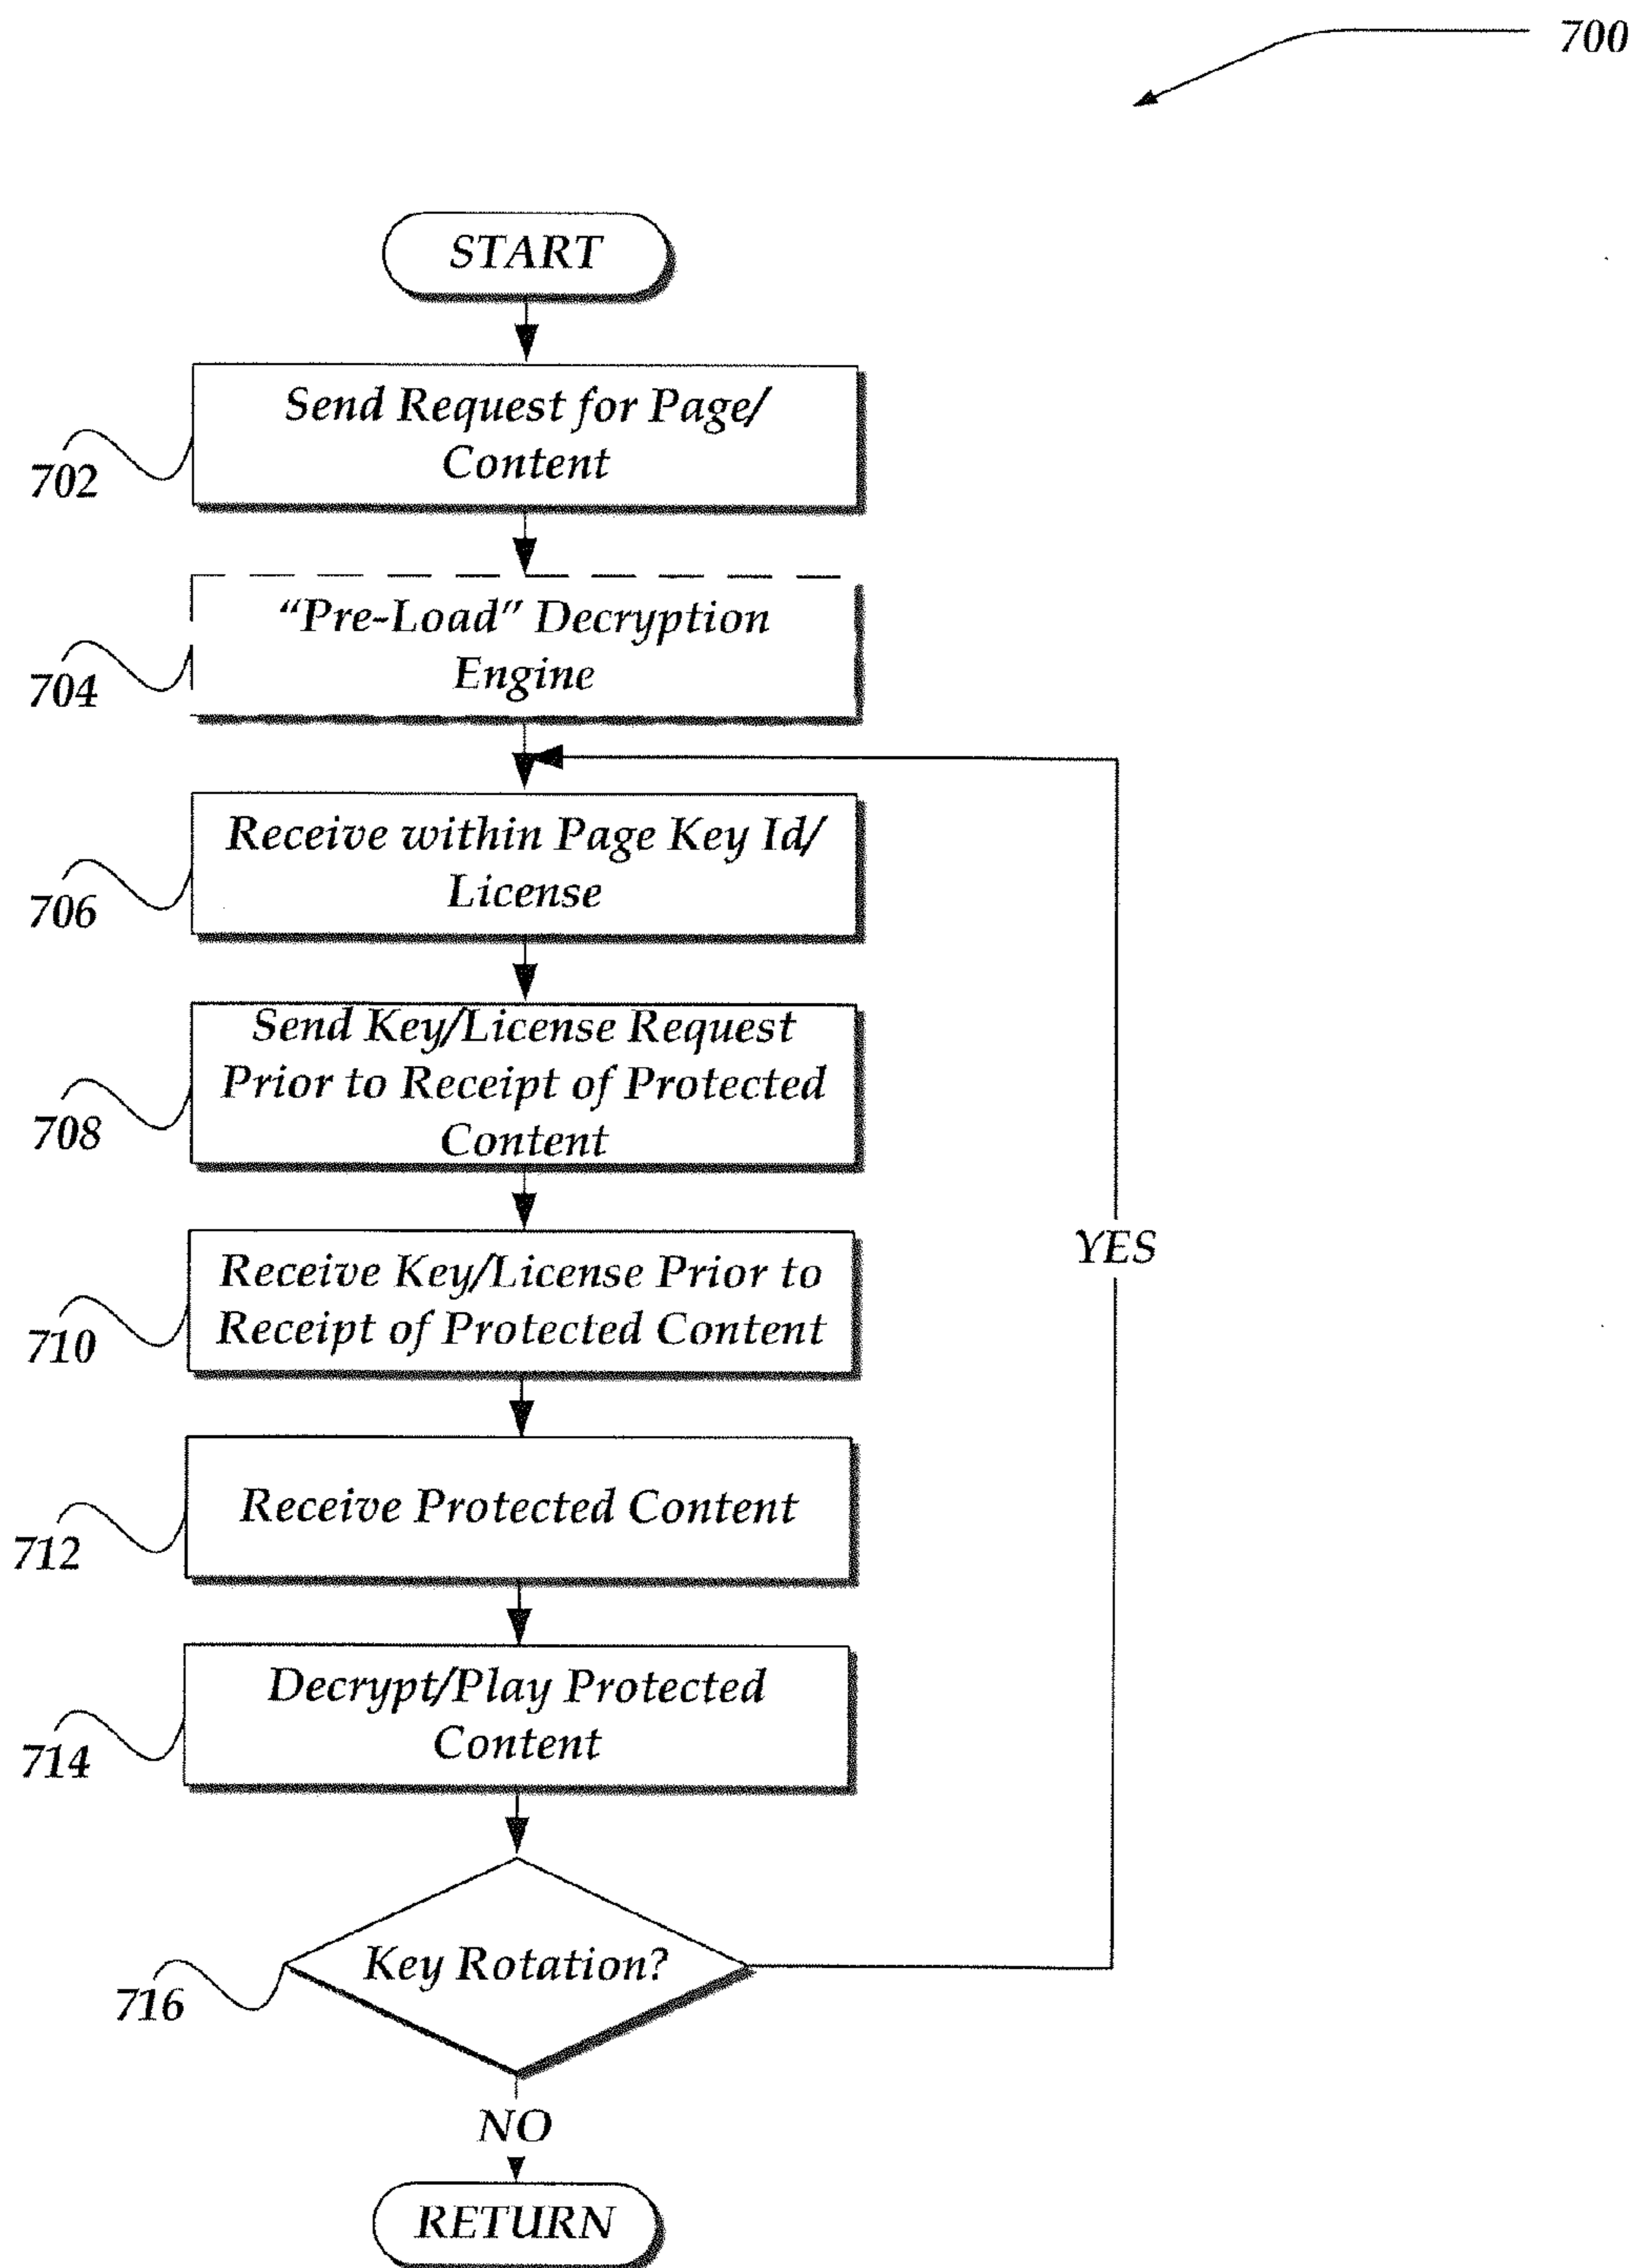 700
START
Send Request for Page/
Content
702
"Pre-Load" Decryption
Engine
704
Receive within Page Key Id/
License
706
Send Key/License Request
Prior to Receipt of Protected
Content
708
YES
Receive Key/License Prior to
Receipt of Protected Content
710
Receive Protected Content
712
Decrypt/Play Protected
Content
714
Key Rotation?
716
NO
RETURN